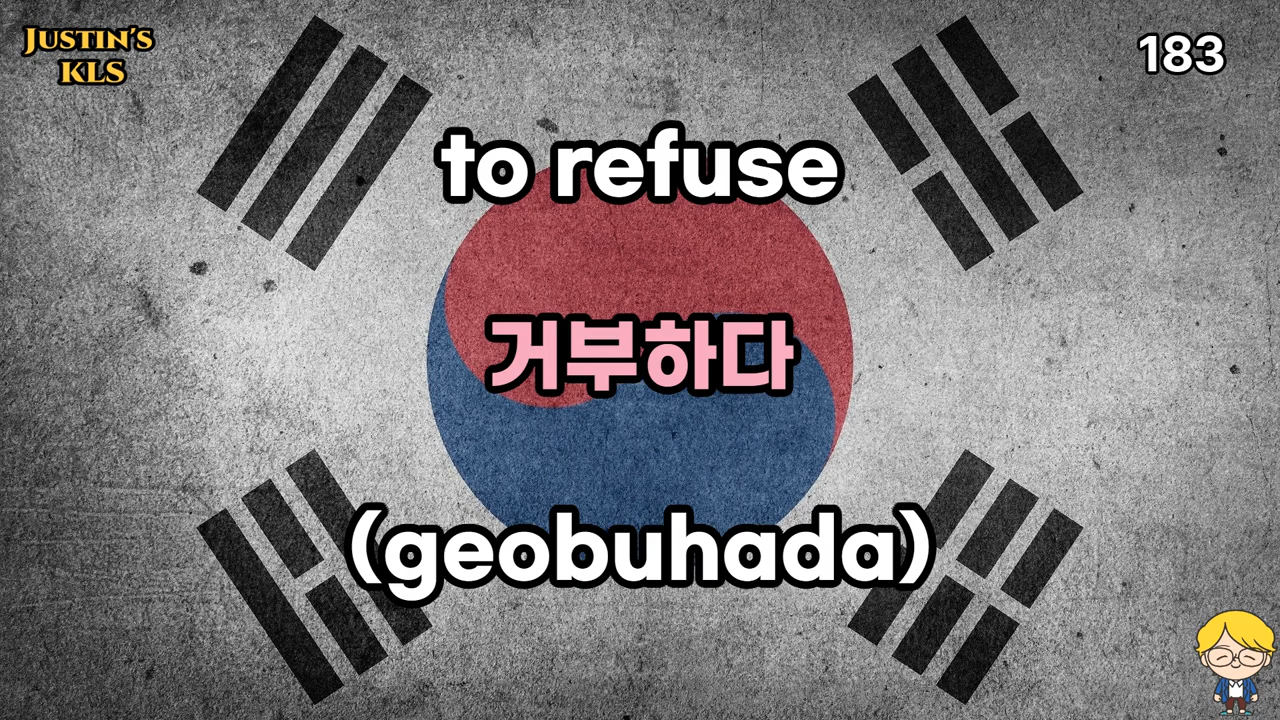 JUSTIN'S
KLS
183
to refuse
거부하다
(geobuhada)